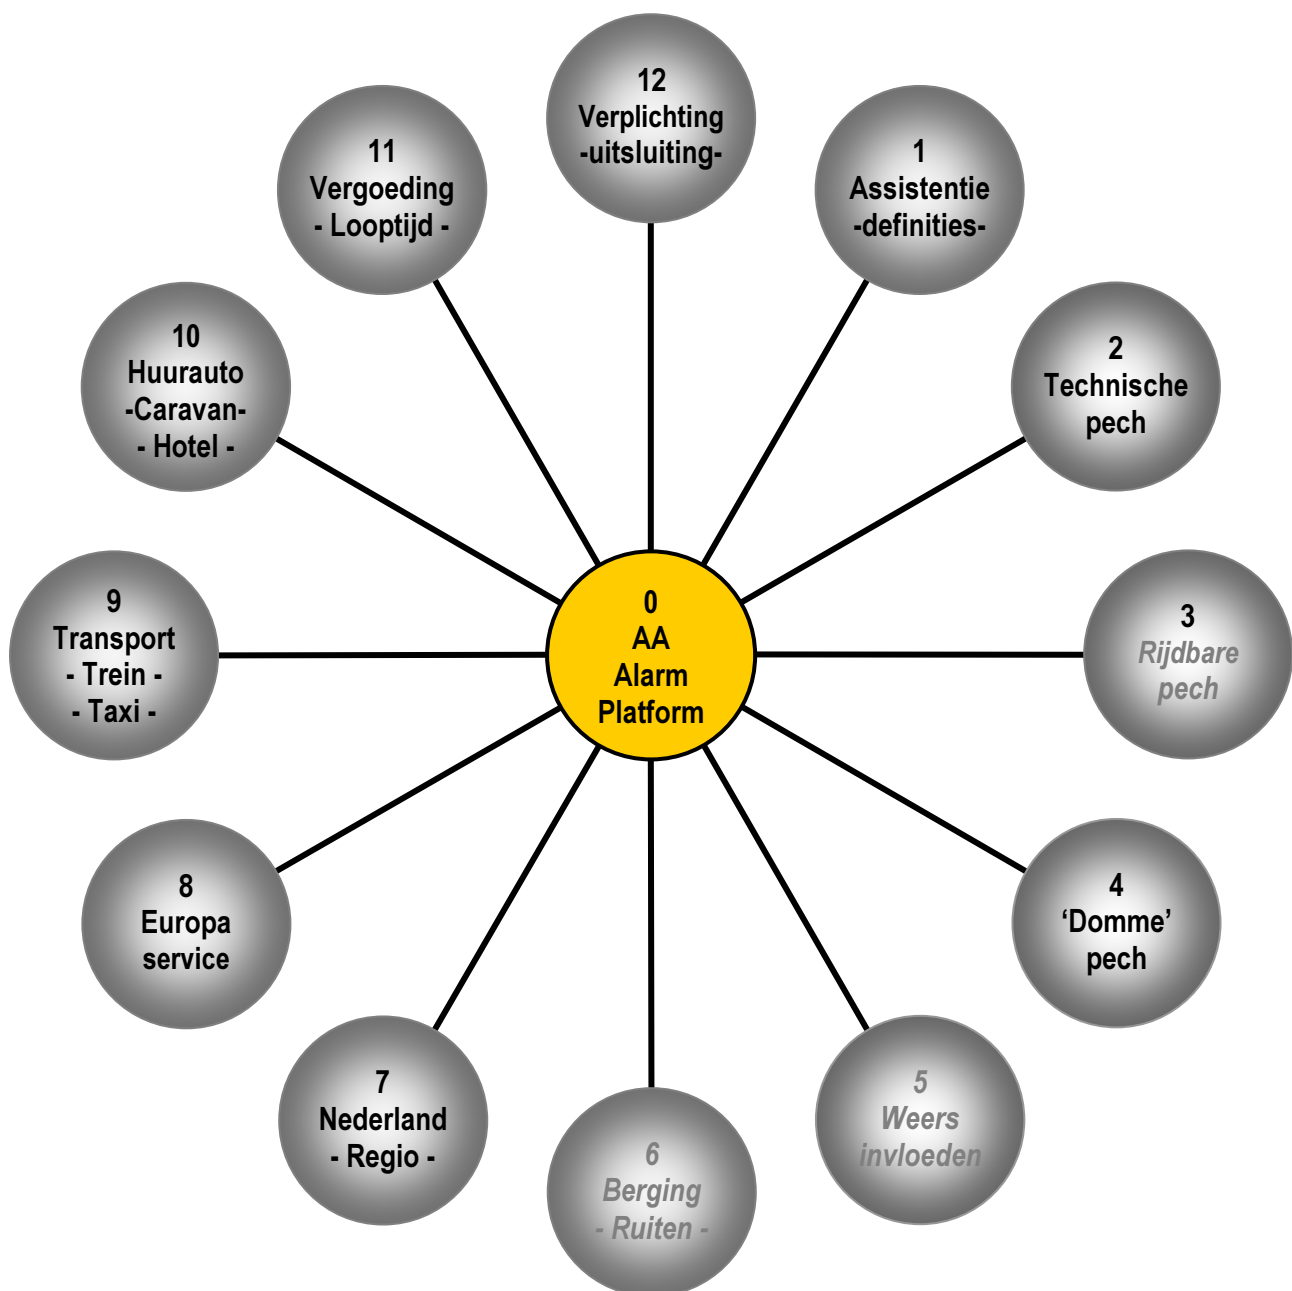 12
Verplichting
-uitsluiting-
1
Assistentie
-definities-
2
Technische
pech
3
Rijdbare
pech
4
‘Domme’
pech
5
Weers
invloeden
6
Berging
- Ruiten -
7
Nederland
- Regio -
8
Europa
service
9
Transport
- Trein -
- Taxi -
10
Huurauto
-Caravan-
- Hotel -
11
Vergoeding
- Looptijd -
0
AA
Alarm
Platform